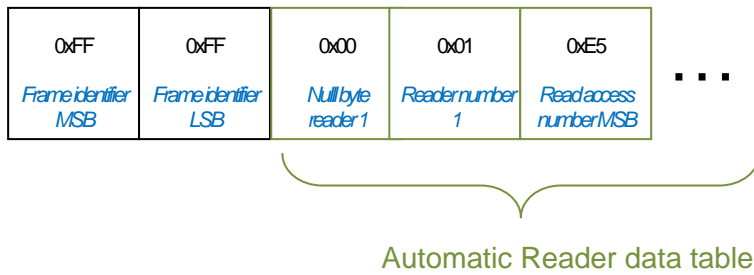 0xFF 0xFF 0x00 0x01 0xE5
Frame identifier Frame identifier Null byte Reader number Read access
MSB LSB reader 1 1 number MSB
...
Automatic Reader data table